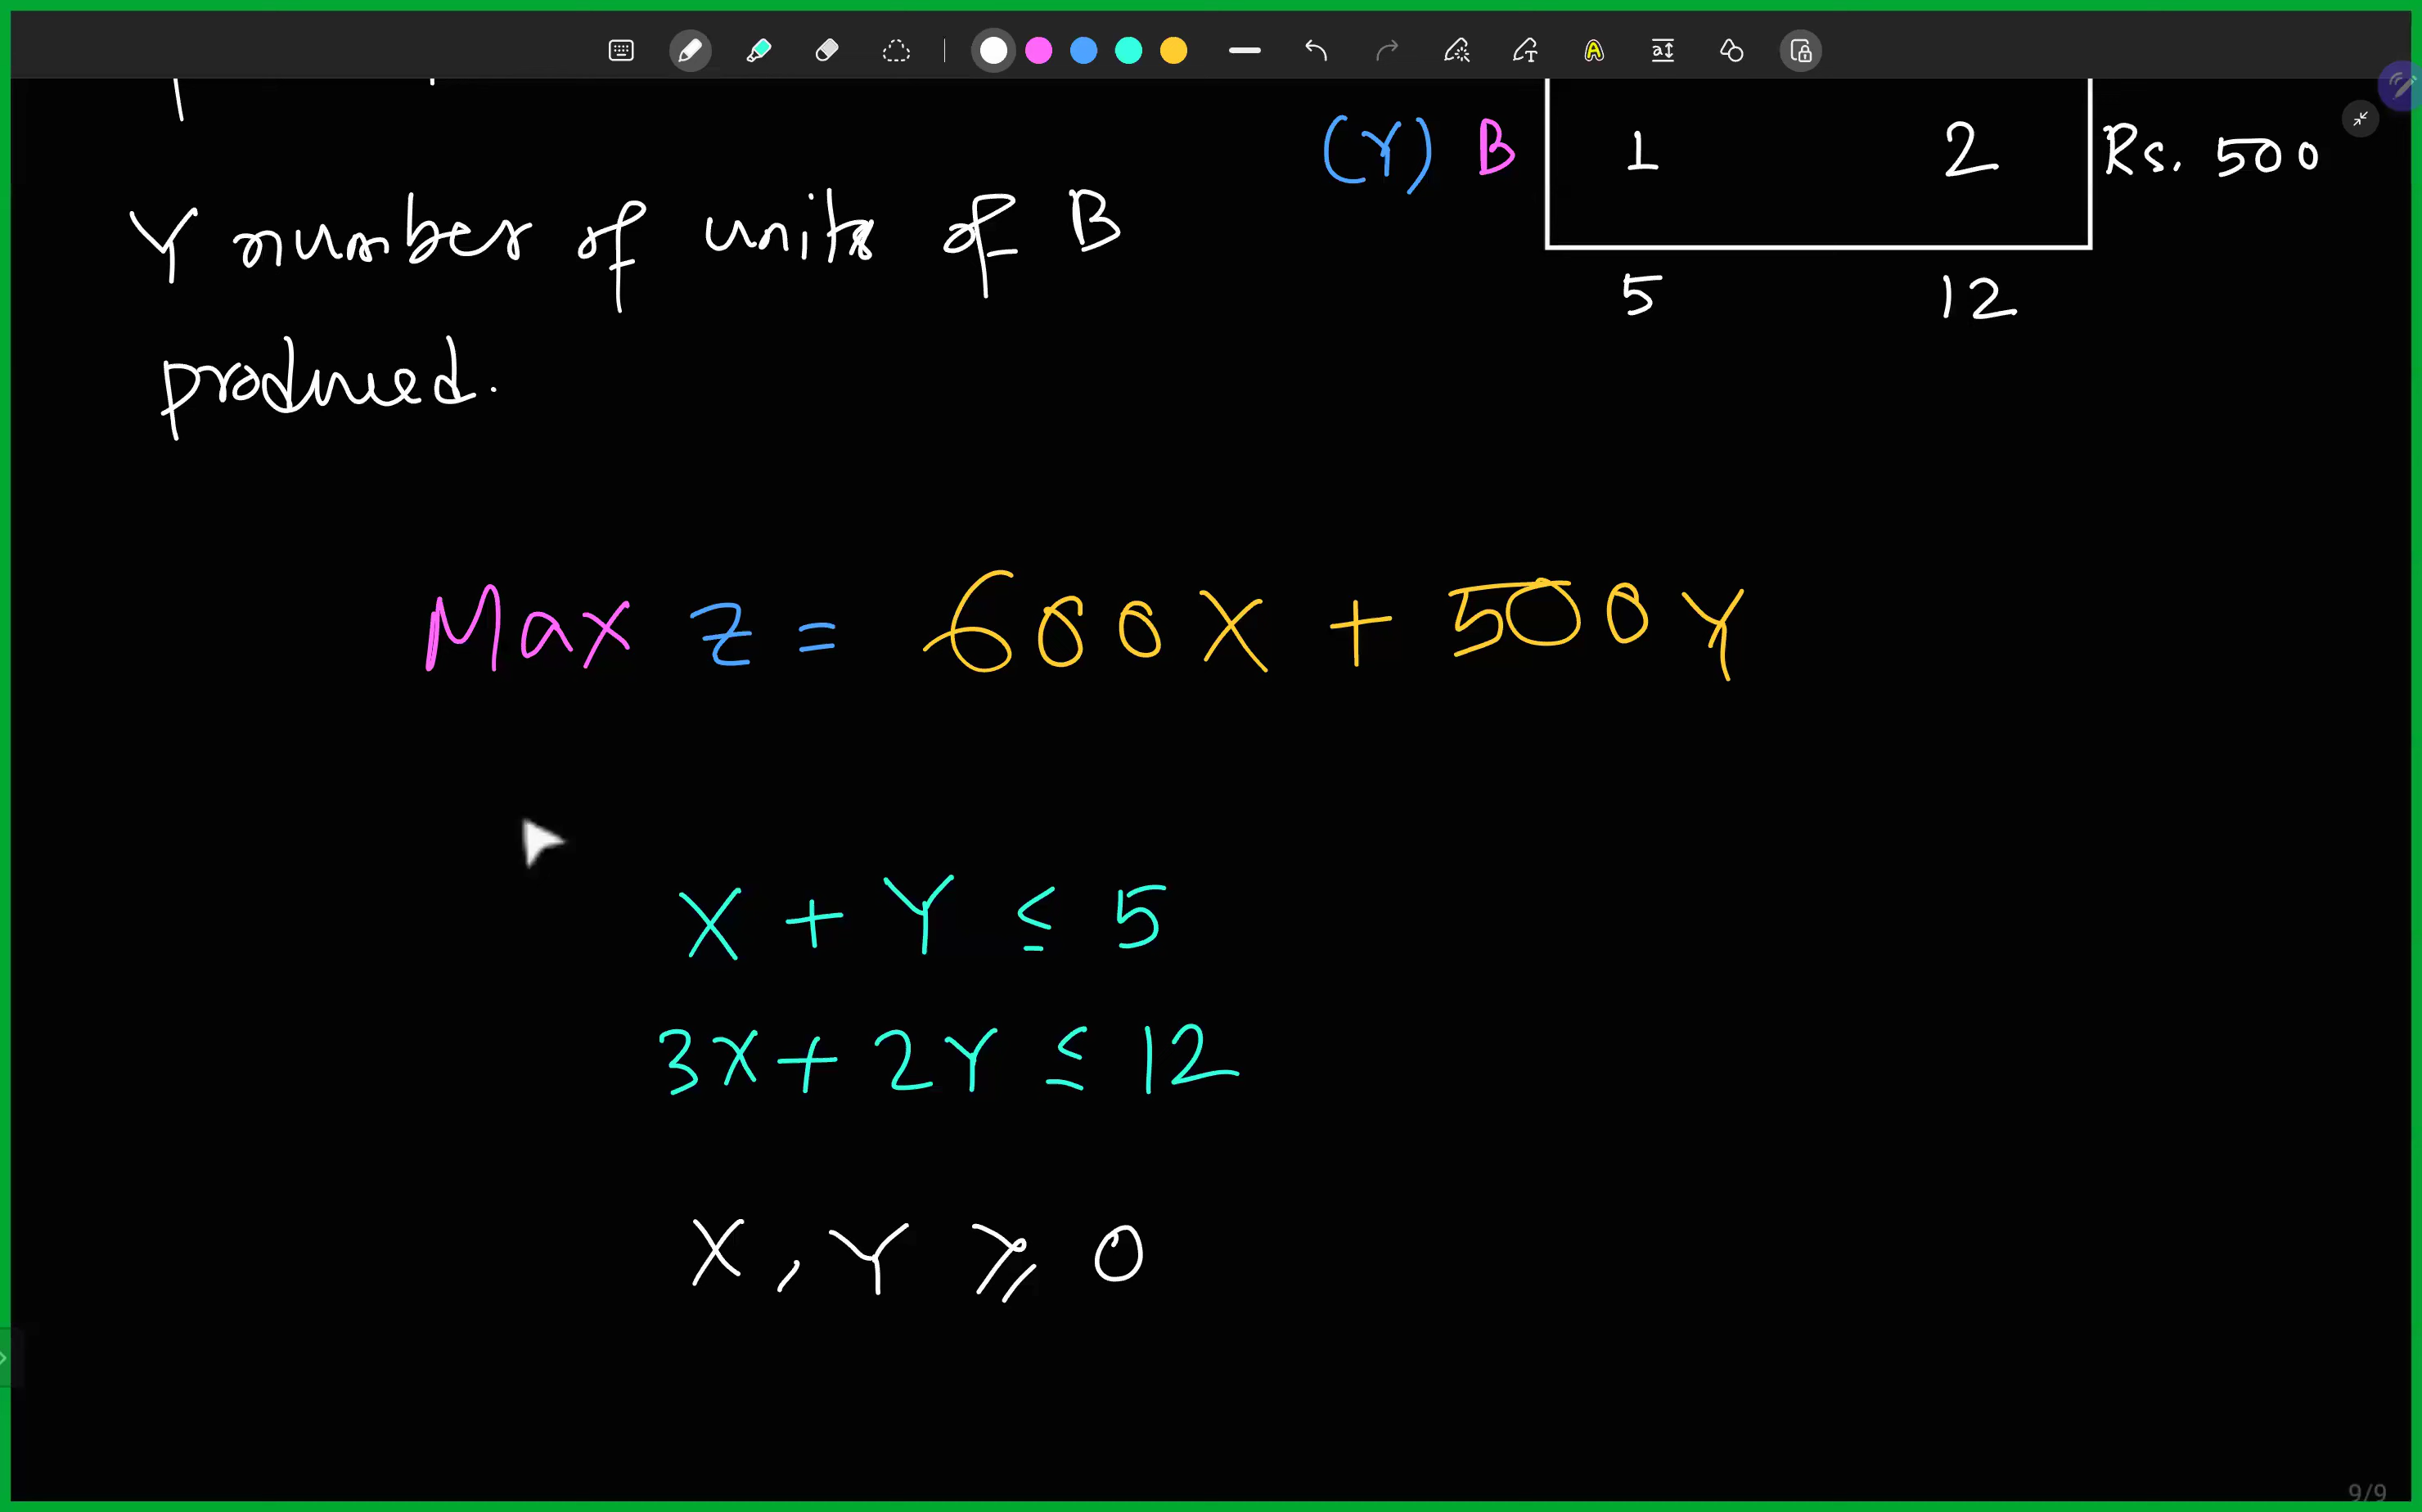 (Y) B 1 2 Rs. 500
Y number of units of B
5 12
produced.
Max Z = 600X + 500Y
X + Y ≤ 5
3X + 2Y ≤ 12
X, Y ≥ 0
9/9